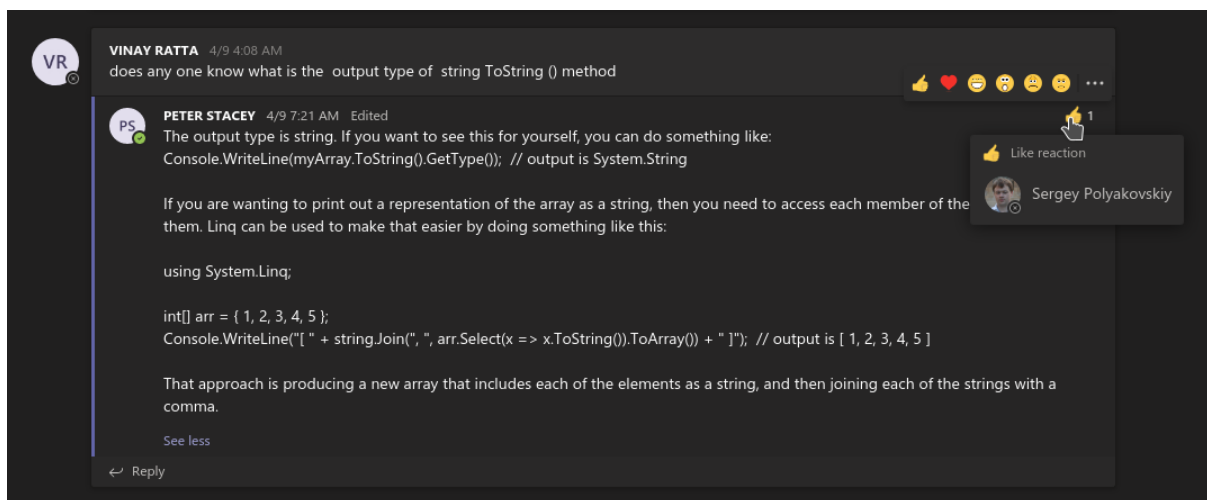 VR
VINAY RATTA 4/9 4:08 AM
does any one know what is the output type of string ToString () method
PS
PETER STACEY 4/9 7:21 AM Edited
1
The output type is string. If you want to see this for yourself, you can do something like:
Console.WriteLine(myArray.ToString().GetType()); // output is System.String
Like reaction
Sergey Polyakovskiy
If you are wanting to print out a representation of the array as a string, then you need to access each member of the
them. Linq can be used to make that easier by doing something like this:
using System.Linq;
int[] arr = { 1, 2, 3, 4, 5 };
Console.WriteLine("[ " + string.Join(", ", arr.Select(x => x.ToString()).ToArray()) + " ]"); // output is [ 1, 2, 3, 4, 5 ]
That approach is producing a new array that includes each of the elements as a string, and then joining each of the strings with a
comma.
See less
Reply